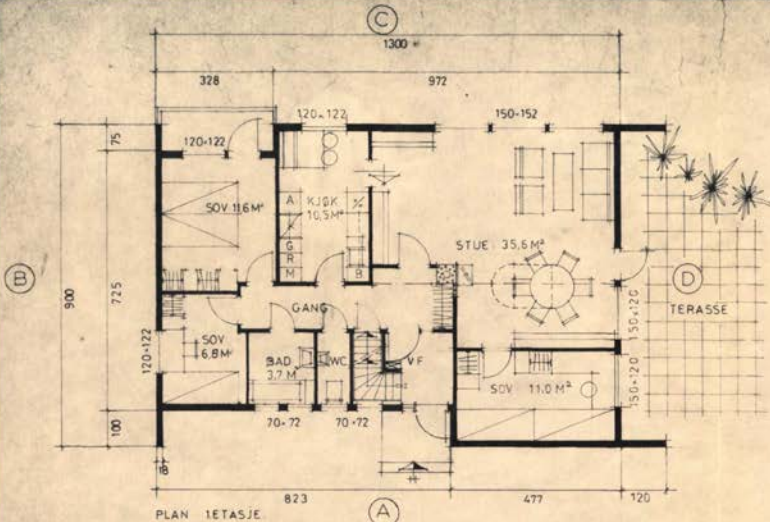 C
1300
328
972
120×122
150×152
75
120×122
SOV 11,6 M²
A
KJØK
10,5M²
K
G
R
M
B
STUE 35,6 M²
B
900
725
D
TERASSE
GANG
SOV
6,8M²
120×122
150×120
BAD
3,7 M
WC
VF
SOV 11.0 M²
150×120
100
70×72
70×72
18
823
477
120
PLAN 1.ETASJE.
A